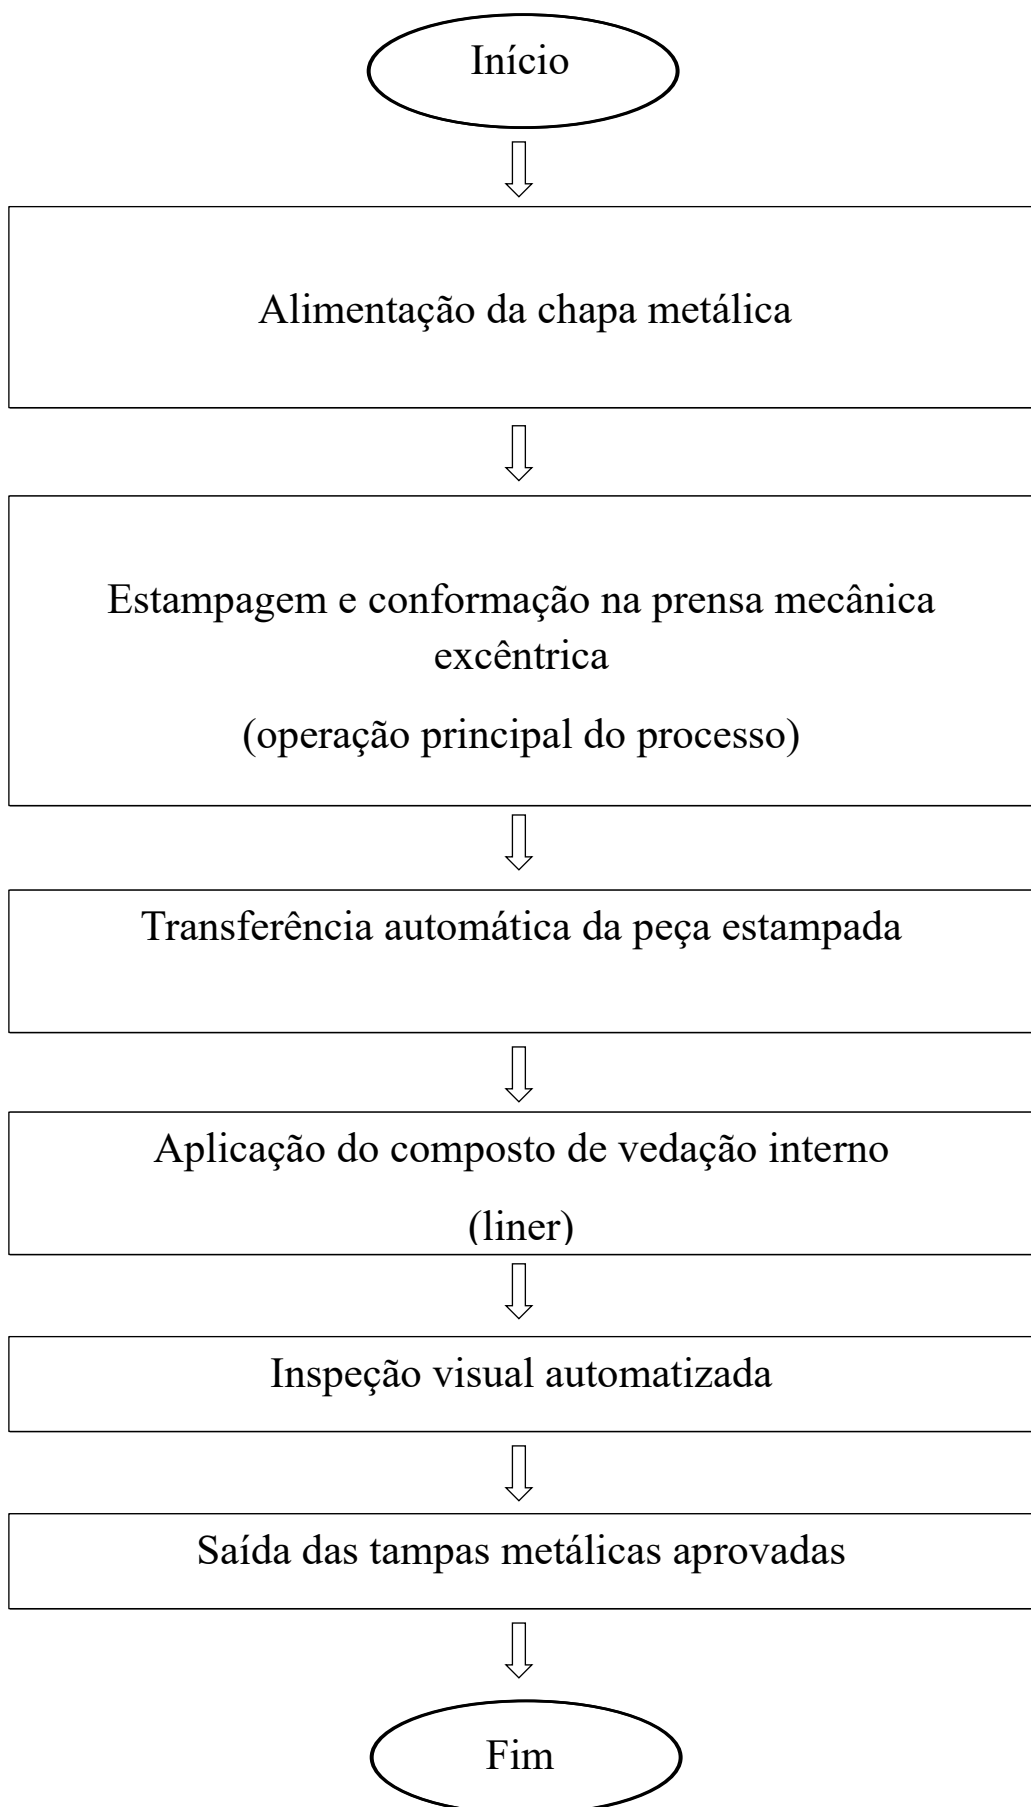 Início
Alimentação da chapa metálica
Estampagem e conformação na prensa mecânica
excêntrica
(operação principal do processo)
Transferência automática da peça estampada
Aplicação do composto de vedação interno
(liner)
Inspeção visual automatizada
Saída das tampas metálicas aprovadas
Fim